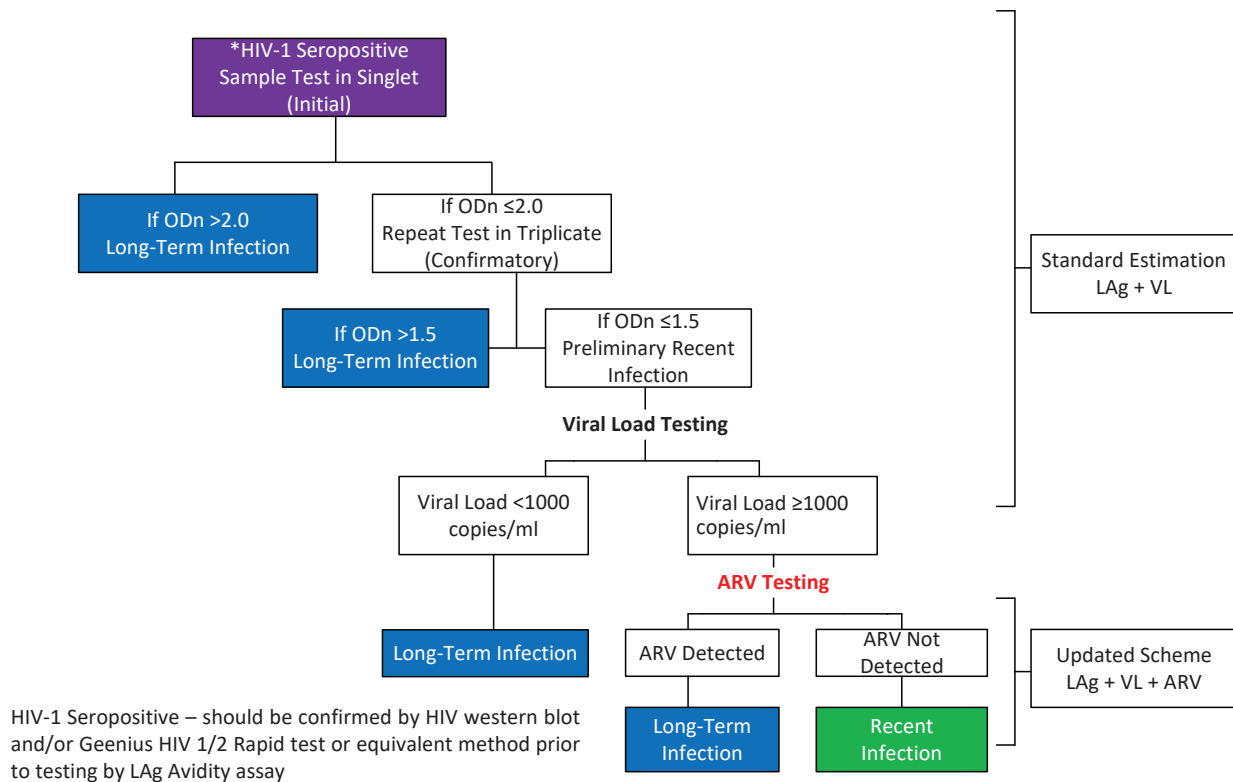 *HIV-1 Seropositive
Sample Test in Singlet
(Initial)
If ODn >2.0
Long-Term Infection
If ODn ≤2.0
Repeat Test in Triplicate
(Confirmatory)
Standard Estimation
LAg + VL
If ODn >1.5
Long-Term Infection
If ODn ≤1.5
Preliminary Recent
Infection
Viral Load Testing
Viral Load <1000
copies/ml
Viral Load ≥1000
copies/ml
ARV Testing
Long-Term Infection
ARV Detected
ARV Not
Detected
Updated Scheme
LAg + VL + ARV
Long-Term
Infection
Recent
Infection
HIV-1 Seropositive – should be confirmed by HIV western blot
and/or Geenius HIV 1/2 Rapid test or equivalent method prior
to testing by LAg Avidity assay